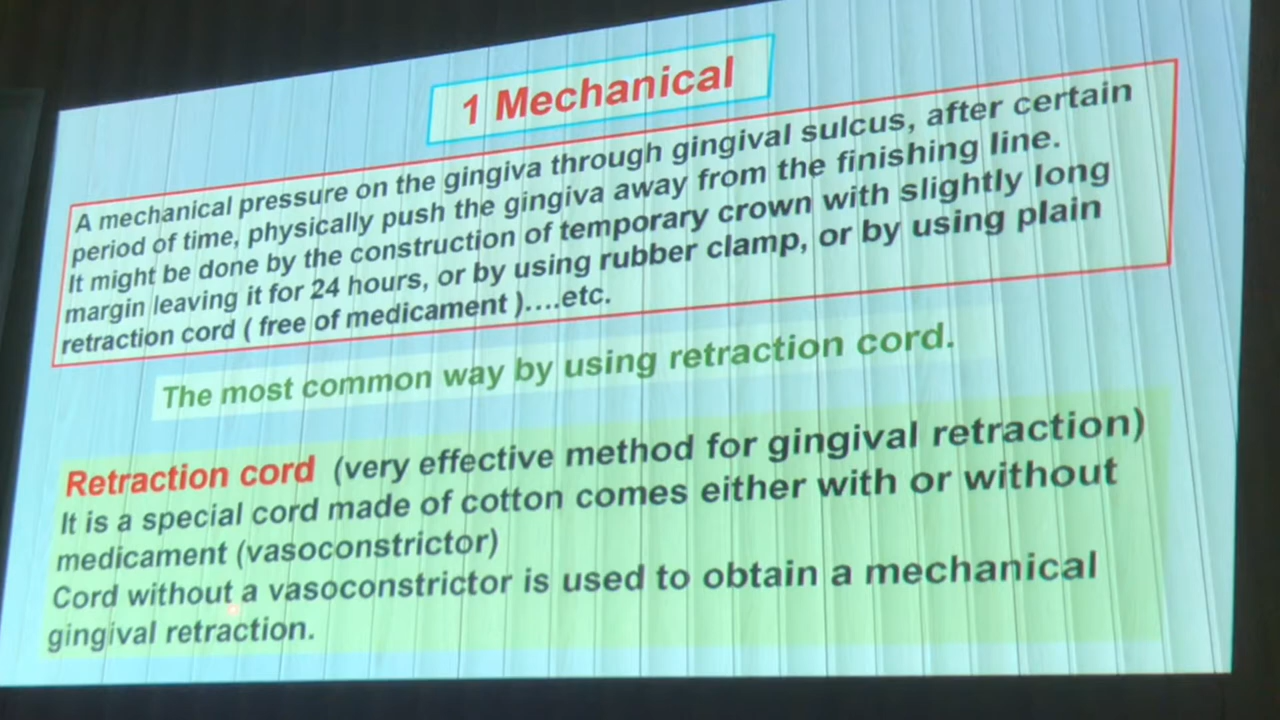 1 Mechanical
A mechanical pressure on the gingiva through gingival sulcus, after certain
period of time, physically push the gingiva away from the finishing line.
It might be done by the construction of temporary crown with slightly long
margin leaving it for 24 hours, or by using rubber clamp, or by using plain
retraction cord ( free of medicament )....etc.
The most common way by using retraction cord.
Retraction cord (very effective method for gingival retraction)
It is a special cord made of cotton comes either with or without
medicament (vasoconstrictor)
Cord without a vasoconstrictor is used to obtain a mechanical
gingival retraction.